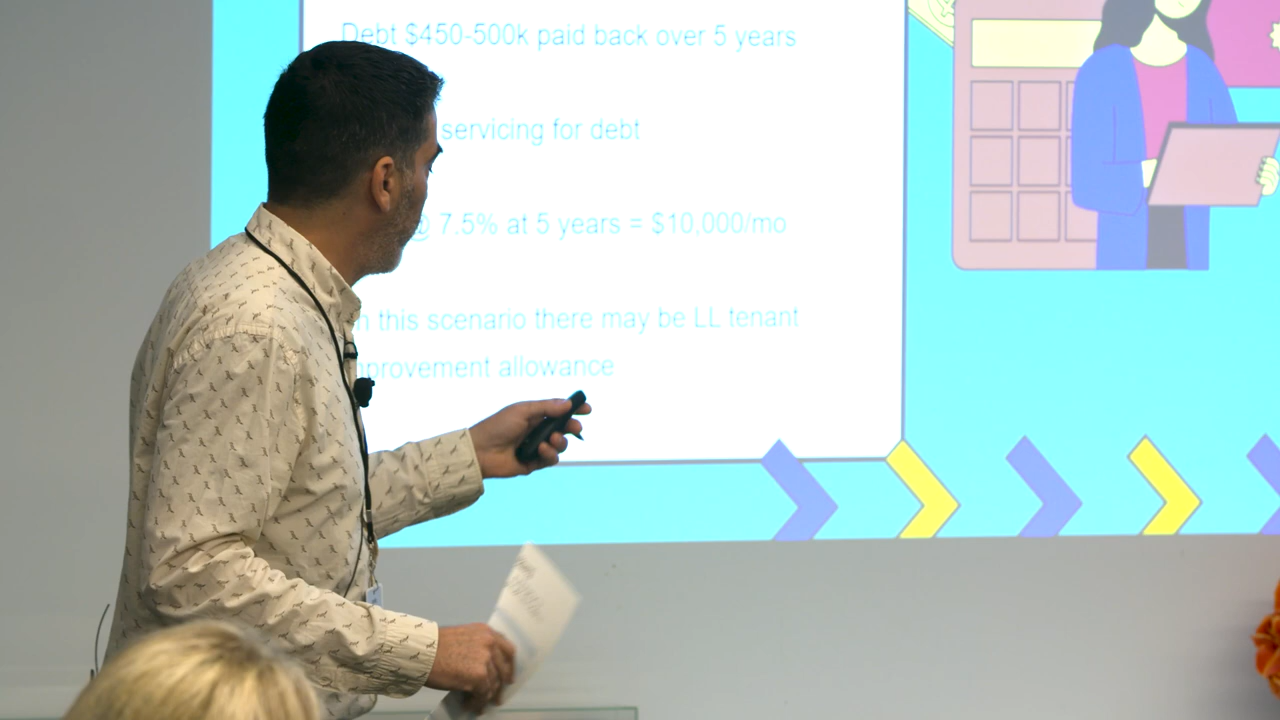 Debt $450-500k paid back over 5 years
servicing for debt
@ 7.5% at 5 years = $10,000/mo
this scenario there may be LL tenant
improvement allowance